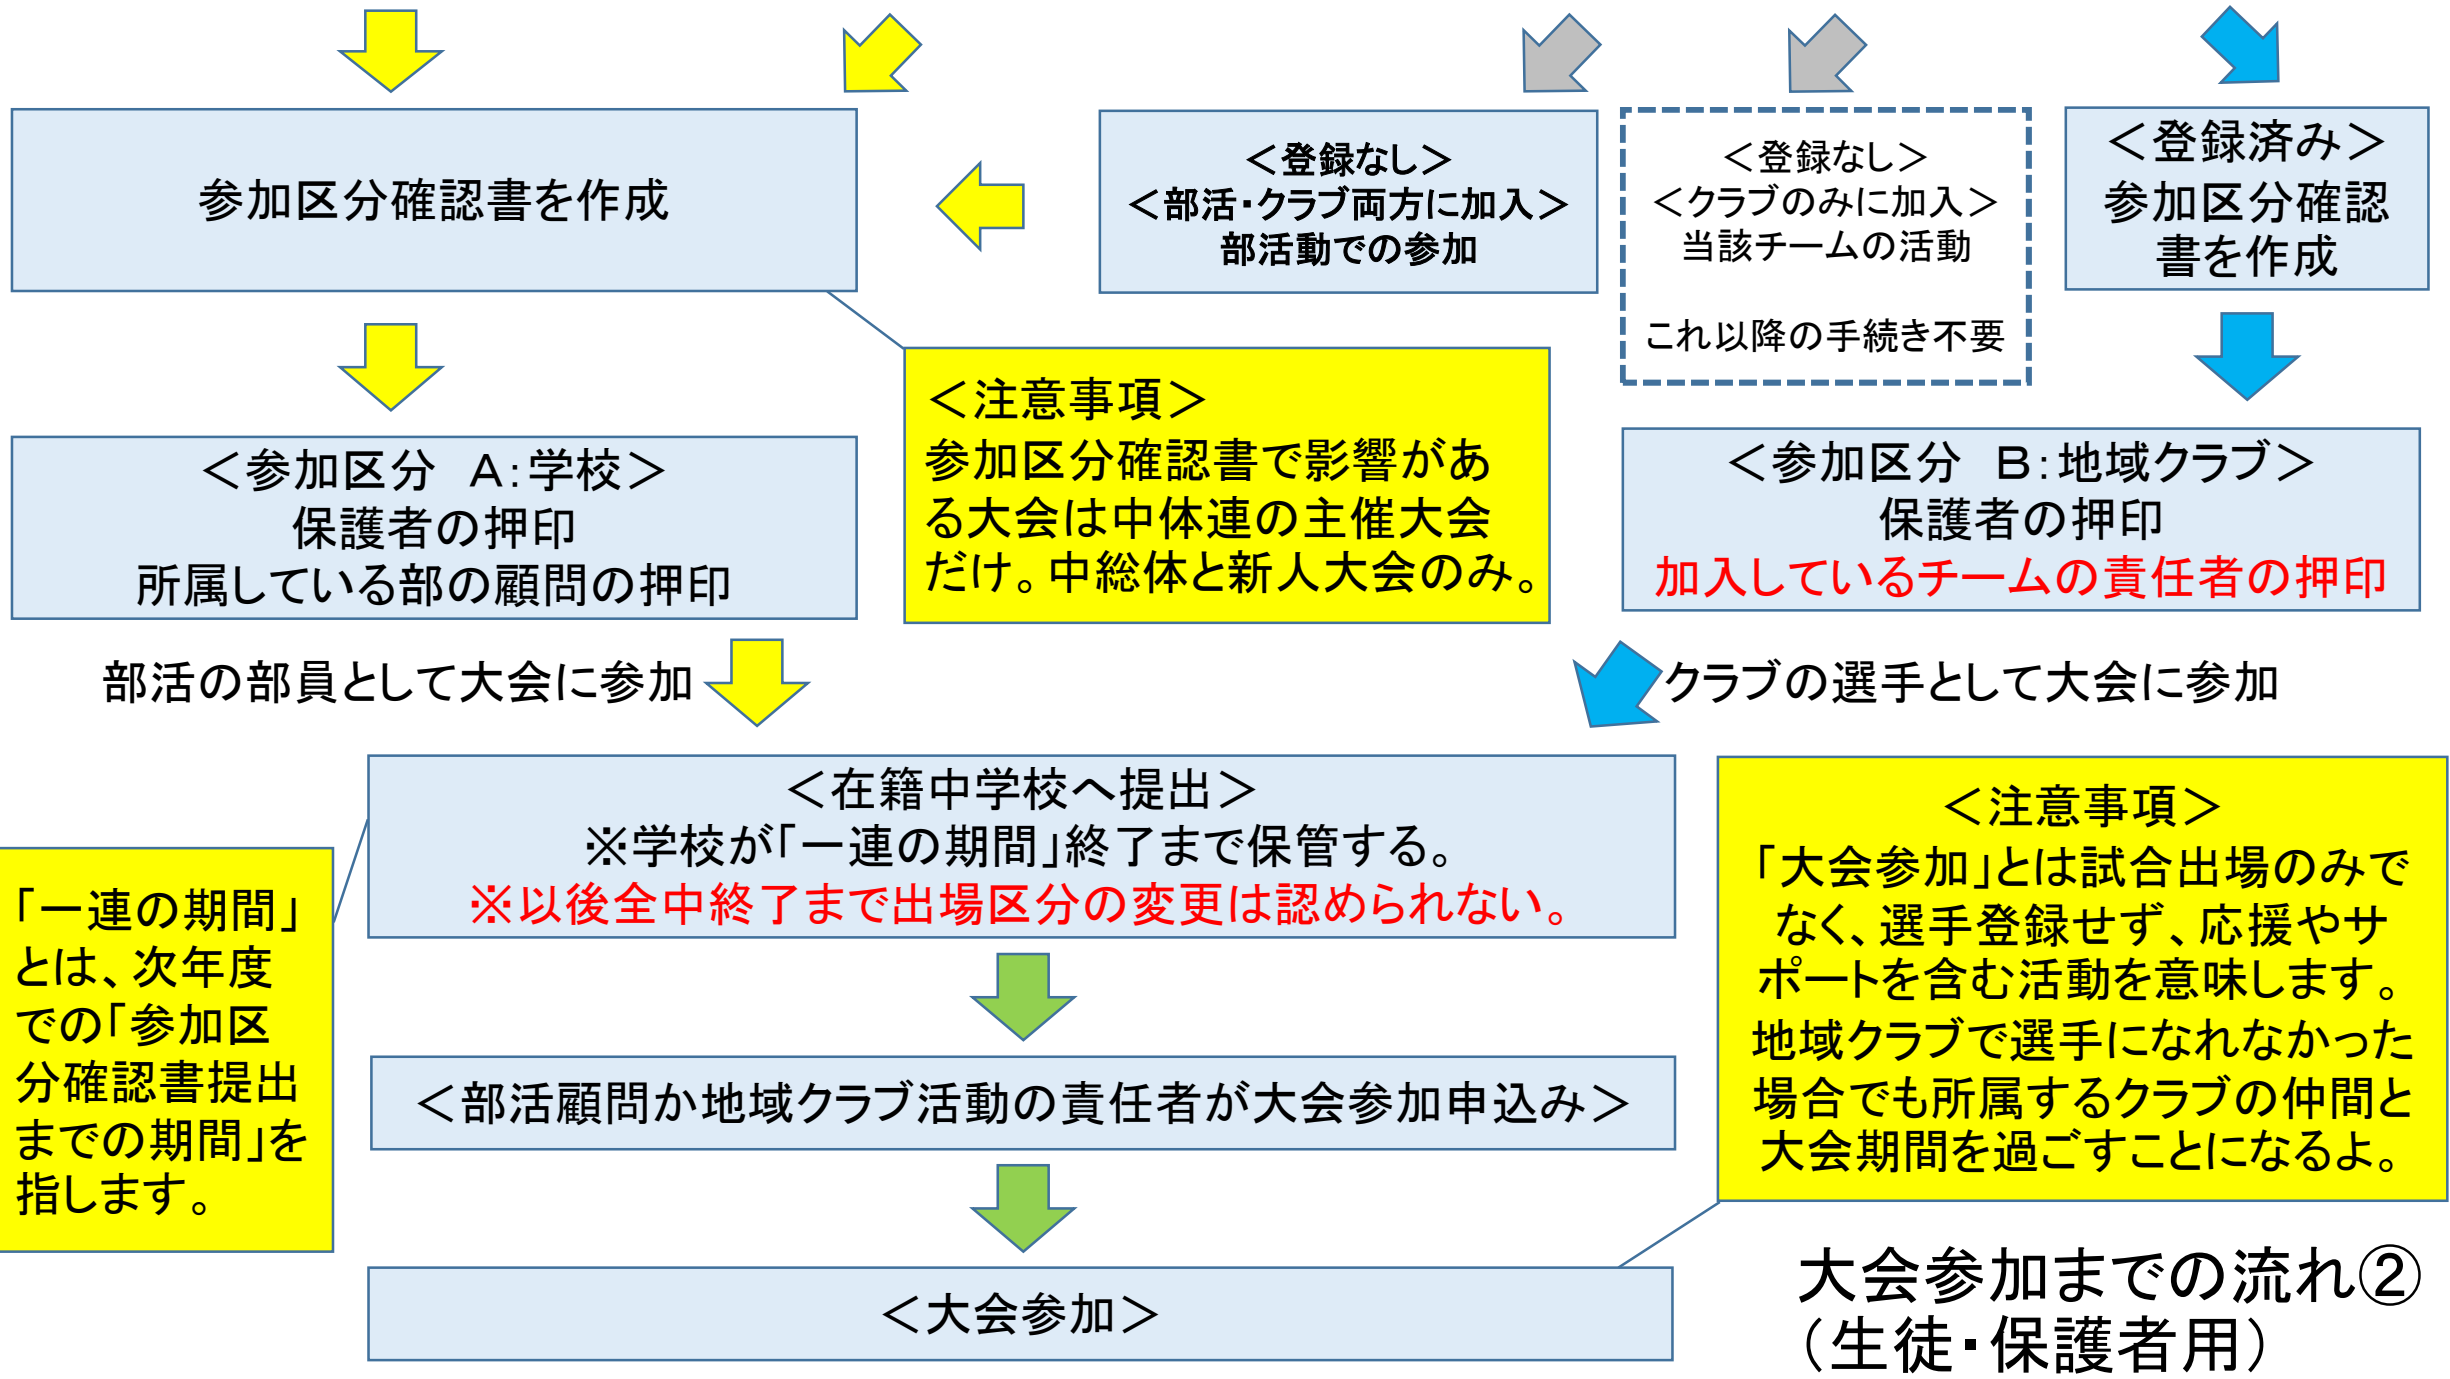 参加区分確認書を作成
＜登録なし＞
＜部活・クラブ両方に加入＞
部活動での参加
＜登録なし＞
＜クラブのみに加入＞
当該チームの活動
これ以降の手続き不要
＜登録済み＞
参加区分確認
書を作成
＜注意事項＞
参加区分確認書で影響があ
る大会は中体連の主催大会
だけ。中総体と新人大会のみ。
＜参加区分　Ａ：学校＞
保護者の押印
所属している部の顧問の押印
＜参加区分　Ｂ：地域クラブ＞
保護者の押印
加入しているチームの責任者の押印
部活の部員として大会に参加
クラブの選手として大会に参加
＜在籍中学校へ提出＞
※学校が「一連の期間」終了まで保管する。
※以後全中終了まで出場区分の変更は認められない。
「一連の期間」
とは、次年度
での「参加区
分確認書提出
までの期間」を
指します。
＜注意事項＞
「大会参加」とは試合出場のみで
なく、選手登録せず、応援やサ
ポートを含む活動を意味します。
地域クラブで選手になれなかった
場合でも所属するクラブの仲間と
大会期間を過ごすことになるよ。
＜部活顧問か地域クラブ活動の責任者が大会参加申込み＞
＜大会参加＞
大会参加までの流れ②
（生徒・保護者用）